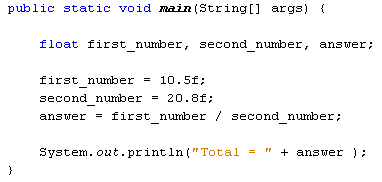 public static void main(String[] args) {
float first_number, second_number, answer;
first_number = 10.5f;
second_number = 20.8f;
answer = first_number / second_number;
System.out.println("Total = " + answer );
}